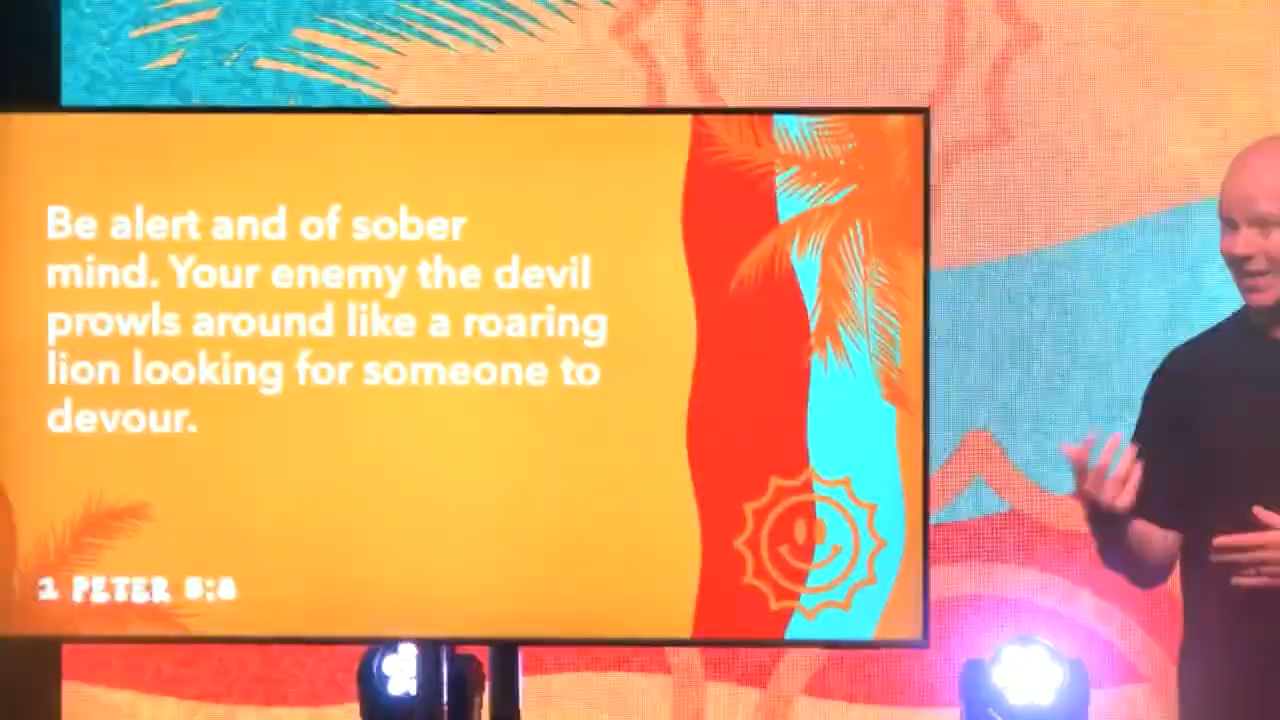 Be alert and of sober
mind. Your enemy the devil
prowls around like a roaring
lion looking for someone to
devour.
1 PETER 5:8